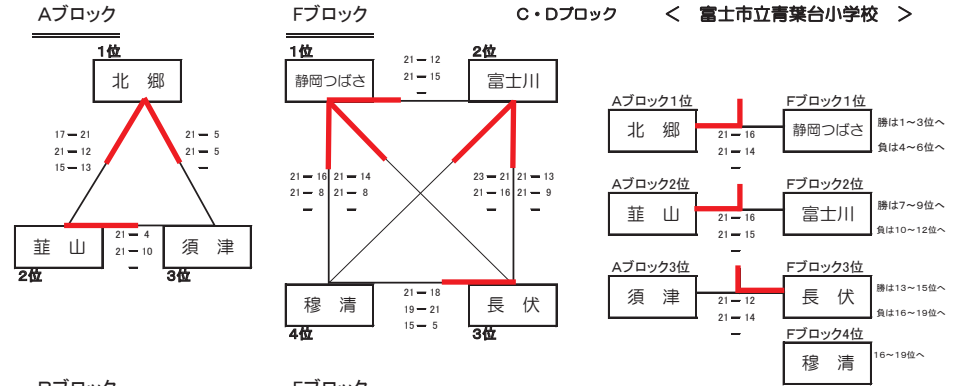 Aブロック
Fブロック
C・Dブロック ＜ 富士市立青葉台小学校 ＞
1位
北 郷
17 ー 21
21 ー 12
15 ー 13
21 ー 5
21 ー 5
ー
韮 山
2位
21 ー 4
21 ー 10
ー
須 津
3位
1位
静岡つばさ
21 ー 12
21 ー 15
ー
2位
富士川
21 ー 16
21 ー 8
ー
21 ー 14
21 ー 8
ー
23 ー 21
21 ー 16
ー
21 ー 13
21 ー 9
ー
穆 清
4位
21 ー 18
19 ー 21
15 ー 5
長 伏
3位
Aブロック1位
北 郷
21 ー 16
21 ー 14
ー
Fブロック1位
静岡つばさ
勝は1～3位へ
負は4～6位へ
Aブロック2位
韮 山
21 ー 16
21 ー 15
ー
Fブロック2位
富士川
勝は7～9位へ
負は10～12位へ
Aブロック3位
須 津
21 ー 12
21 ー 14
ー
Fブロック3位
長 伏
勝は13～15位へ
負は16～19位へ
Fブロック4位
穆 清
16～19位へ